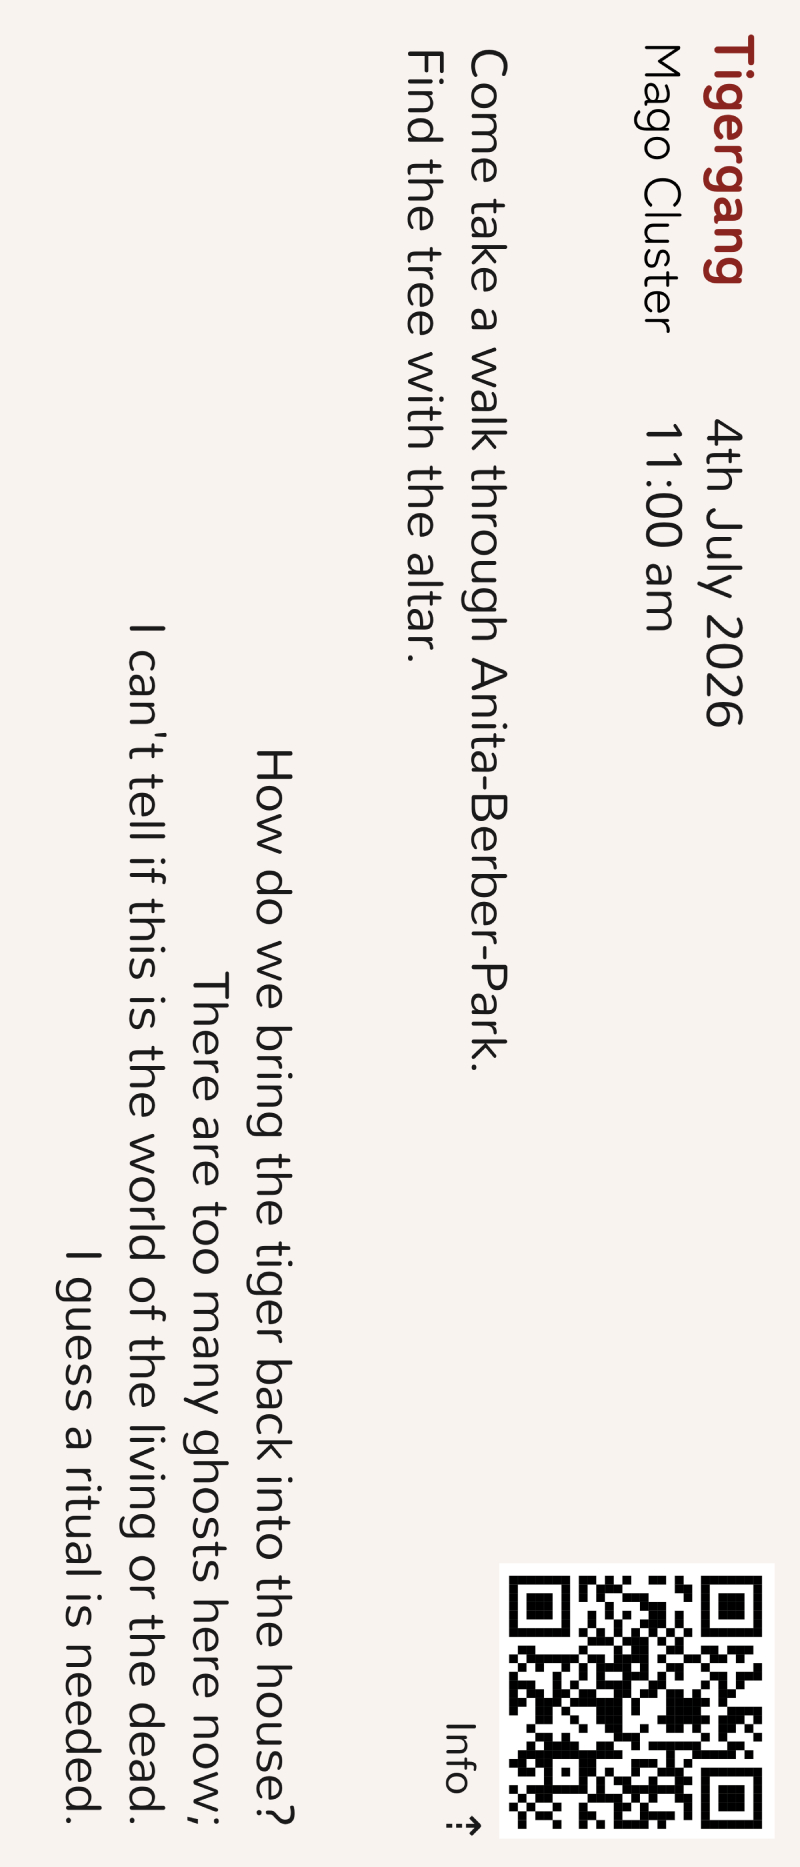 Tigergang
Mago Cluster
4th July 2026
11:00 am
Come take a walk through Anita-Berber-Park.
Find the tree with the altar.
How do we bring the tiger back into the house?
There are too many ghosts here now;
I can't tell if this is the world of the living or the dead.
I guess a ritual is needed.
Info ⇡